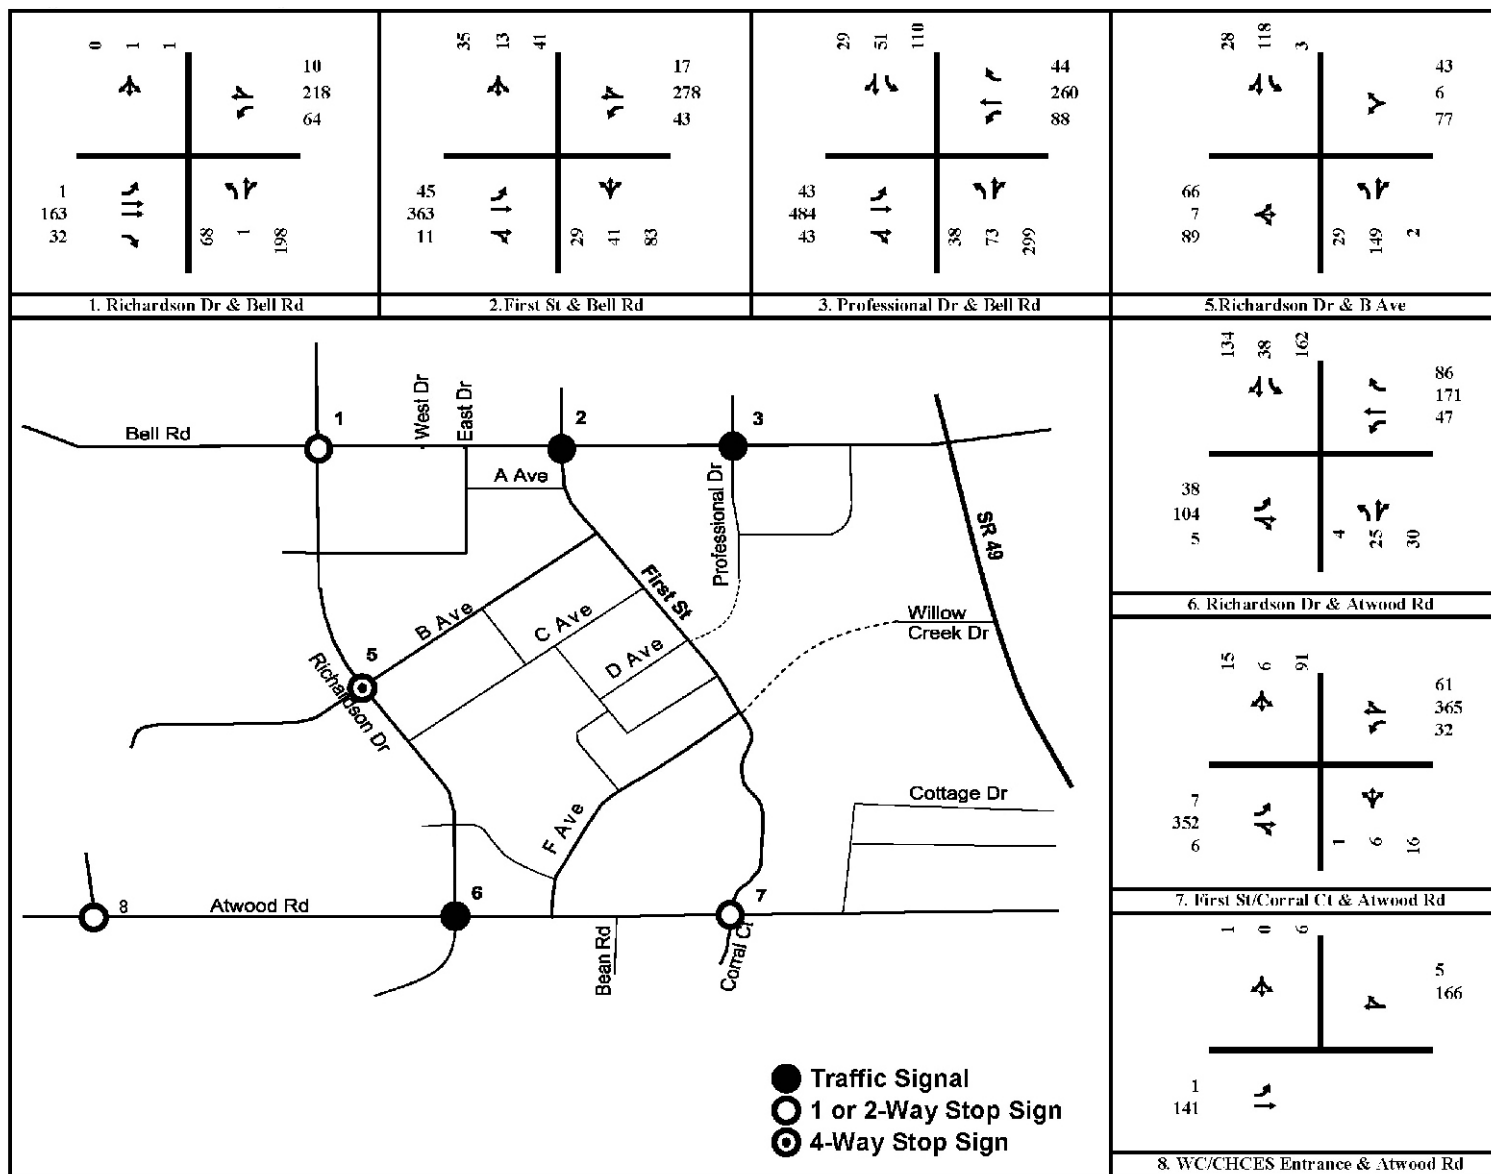 0 1 1
10
218
64
1
163
32
68 1 198
1. Richardson Dr & Bell Rd
35 13 41
17
278
43
45
363
11
29 41 83
2.First St & Bell Rd
29 51 110
44
260
88
43
484
43
38 73 299
3. Professional Dr & Bell Rd
28 118 3
43
6
77
66
7
89
29 149 2
5.Richardson Dr & B Ave
134 38 162
86
171
47
38
104
5
4 25 30
6. Richardson Dr & Atwood Rd
15 6 91
61
365
32
7
352
6
1 6 16
7. First St/Corral Ct & Atwood Rd
1 0 6
5
166
1
141
8. WC/CHCES Entrance & Atwood Rd
Bell Rd
1
West Dr
East Dr
2
3
A Ave
Professional Dr
SR 49
First St
B Ave
C Ave
D Ave
Willow
Creek Dr
5
Richardson Dr
F Ave
Cottage Dr
8
Atwood Rd
6
7
Bean Rd
Corral Ct
Traffic Signal
1 or 2-Way Stop Sign
4-Way Stop Sign